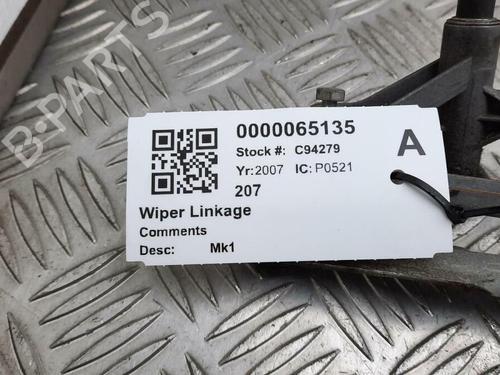 B-PARTS
0000065135
Stock #: C94279
A
Yr: 2007 IC: P0521
207
Wiper Linkage
Comments
Desc: Mk1